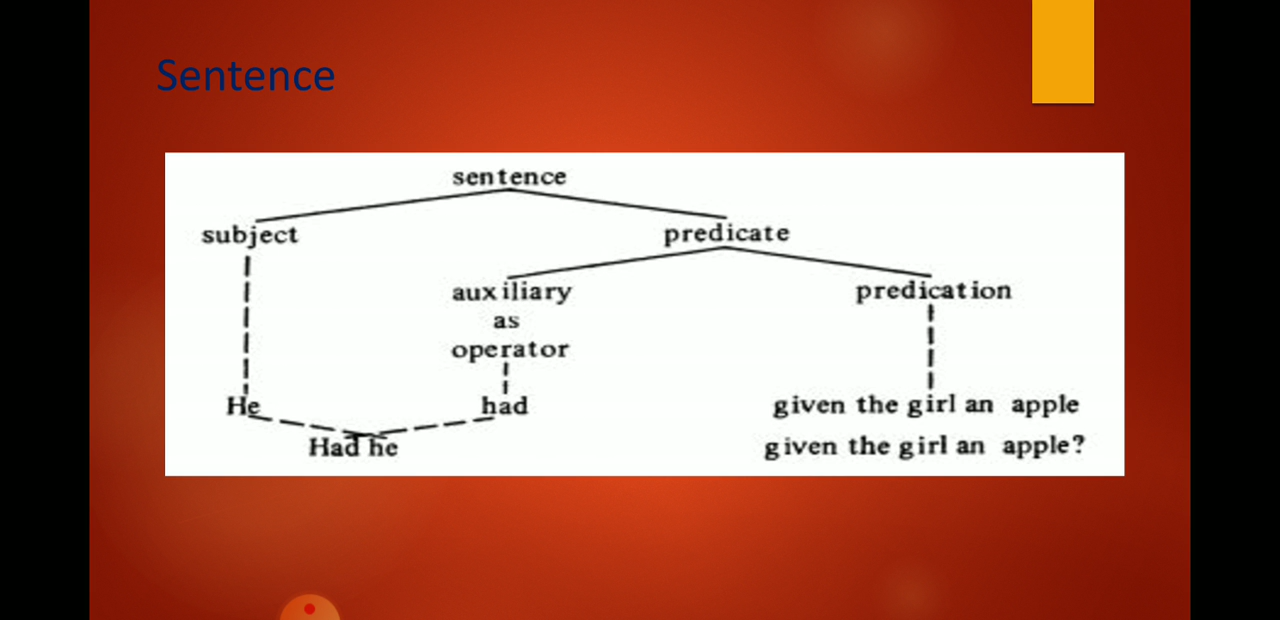 Sentence
sentence
subject
predicate
auxiliary
as
operator
predication
He
had
given the girl an apple
Had he
given the girl an apple?